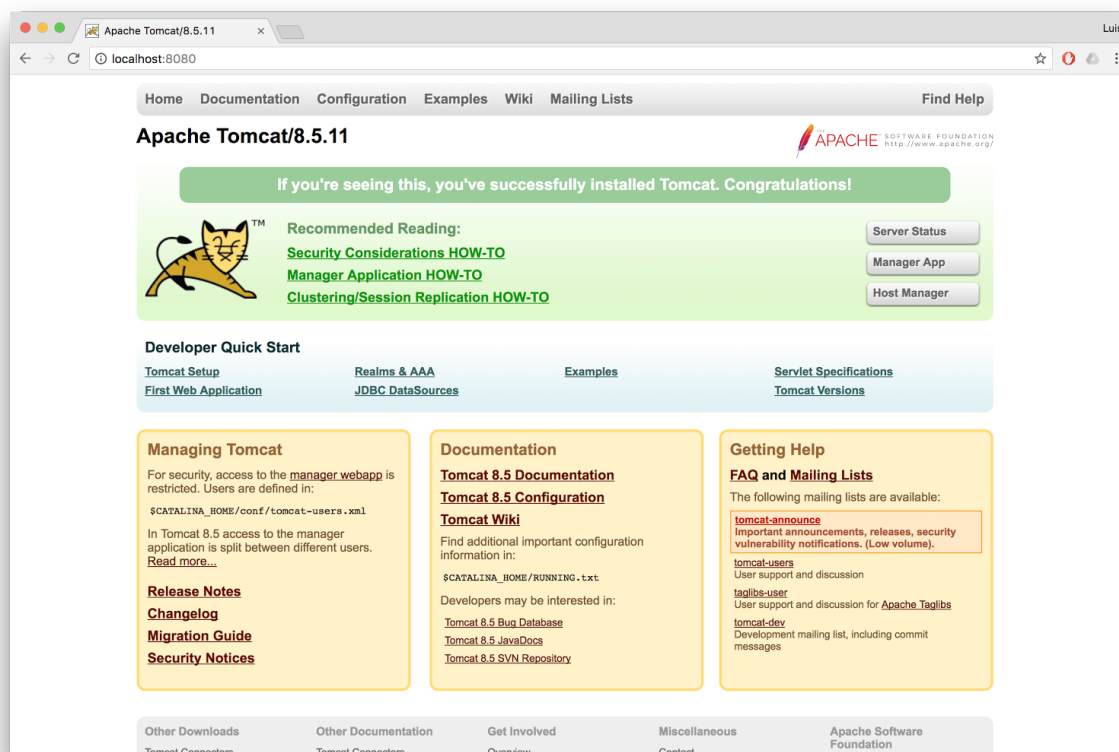 Apache Tomcat/8.5.11
Luis
localhost:8080
Home Documentation Configuration Examples Wiki Mailing Lists Find Help
Apache Tomcat/8.5.11
THE
APACHE SOFTWARE FOUNDATION
http://www.apache.org/
If you're seeing this, you've successfully installed Tomcat. Congratulations!
TM
Recommended Reading:
Security Considerations HOW-TO
Manager Application HOW-TO
Clustering/Session Replication HOW-TO
Server Status
Manager App
Host Manager
Developer Quick Start
Tomcat Setup
First Web Application
Realms & AAA
JDBC DataSources
Examples
Servlet Specifications
Tomcat Versions
Managing Tomcat
For security, access to the manager webapp is
restricted. Users are defined in:
$CATALINA_HOME/conf/tomcat-users.xml
In Tomcat 8.5 access to the manager
application is split between different users.
Read more...
Release Notes
Changelog
Migration Guide
Security Notices
Documentation
Tomcat 8.5 Documentation
Tomcat 8.5 Configuration
Tomcat Wiki
Find additional important configuration
information in:
$CATALINA_HOME/RUNNING.txt
Developers may be interested in:
Tomcat 8.5 Bug Database
Tomcat 8.5 JavaDocs
Tomcat 8.5 SVN Repository
Getting Help
FAQ and Mailing Lists
The following mailing lists are available:
tomcat-announce
Important announcements, releases, security
vulnerability notifications. (Low volume).
tomcat-users
User support and discussion
taglibs-user
User support and discussion for Apache Taglibs
tomcat-dev
Development mailing list, including commit
messages
Other Downloads
Tomcat Connectors
Other Documentation
Tomcat Connectors
Get Involved
Overview
Miscellaneous
Contact
Apache Software
Foundation